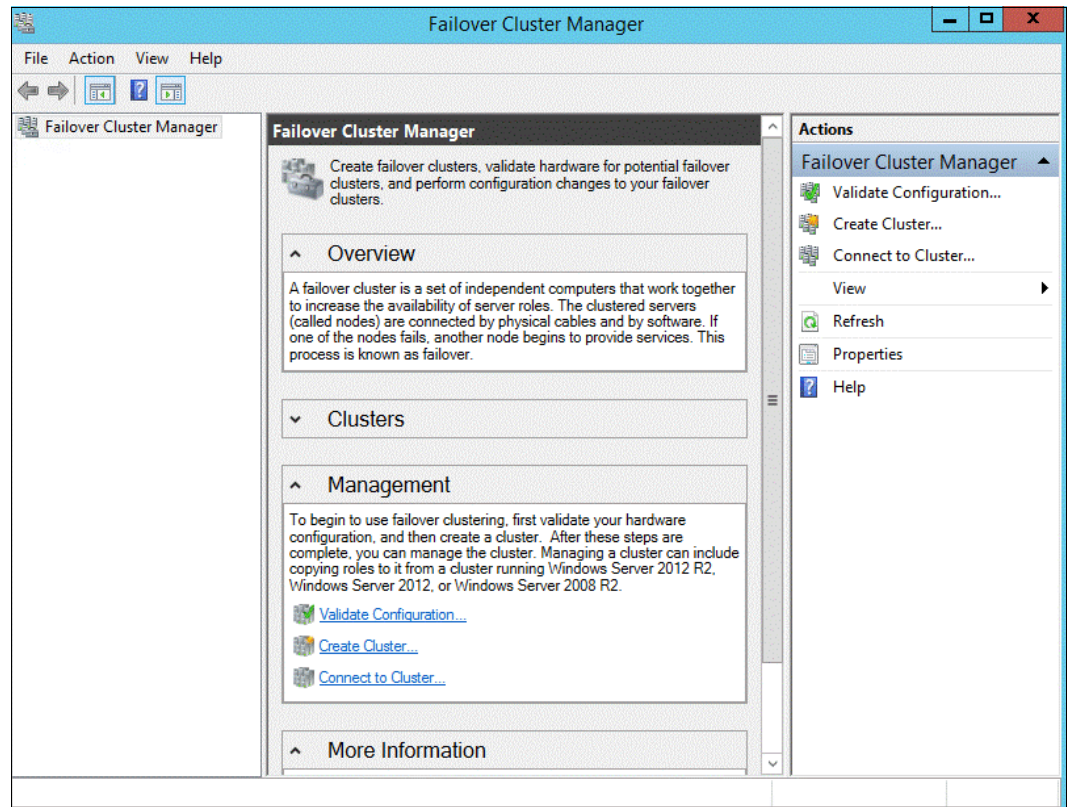 Failover Cluster Manager
File Action View Help
Failover Cluster Manager
Failover Cluster Manager
Create failover clusters, validate hardware for potential failover
clusters, and perform configuration changes to your failover
clusters.
Overview
A failover cluster is a set of independent computers that work together
to increase the availability of server roles. The clustered servers
(called nodes) are connected by physical cables and by software. If
one of the nodes fails, another node begins to provide services. This
process is known as failover.
Clusters
Management
To begin to use failover clustering, first validate your hardware
configuration, and then create a cluster. After these steps are
complete, you can manage the cluster. Managing a cluster can include
copying roles to it from a cluster running Windows Server 2012 R2,
Windows Server 2012, or Windows Server 2008 R2.
Validate Configuration...
Create Cluster...
Connect to Cluster...
More Information
Actions
Failover Cluster Manager
Validate Configuration...
Create Cluster...
Connect to Cluster...
View
Refresh
Properties
Help